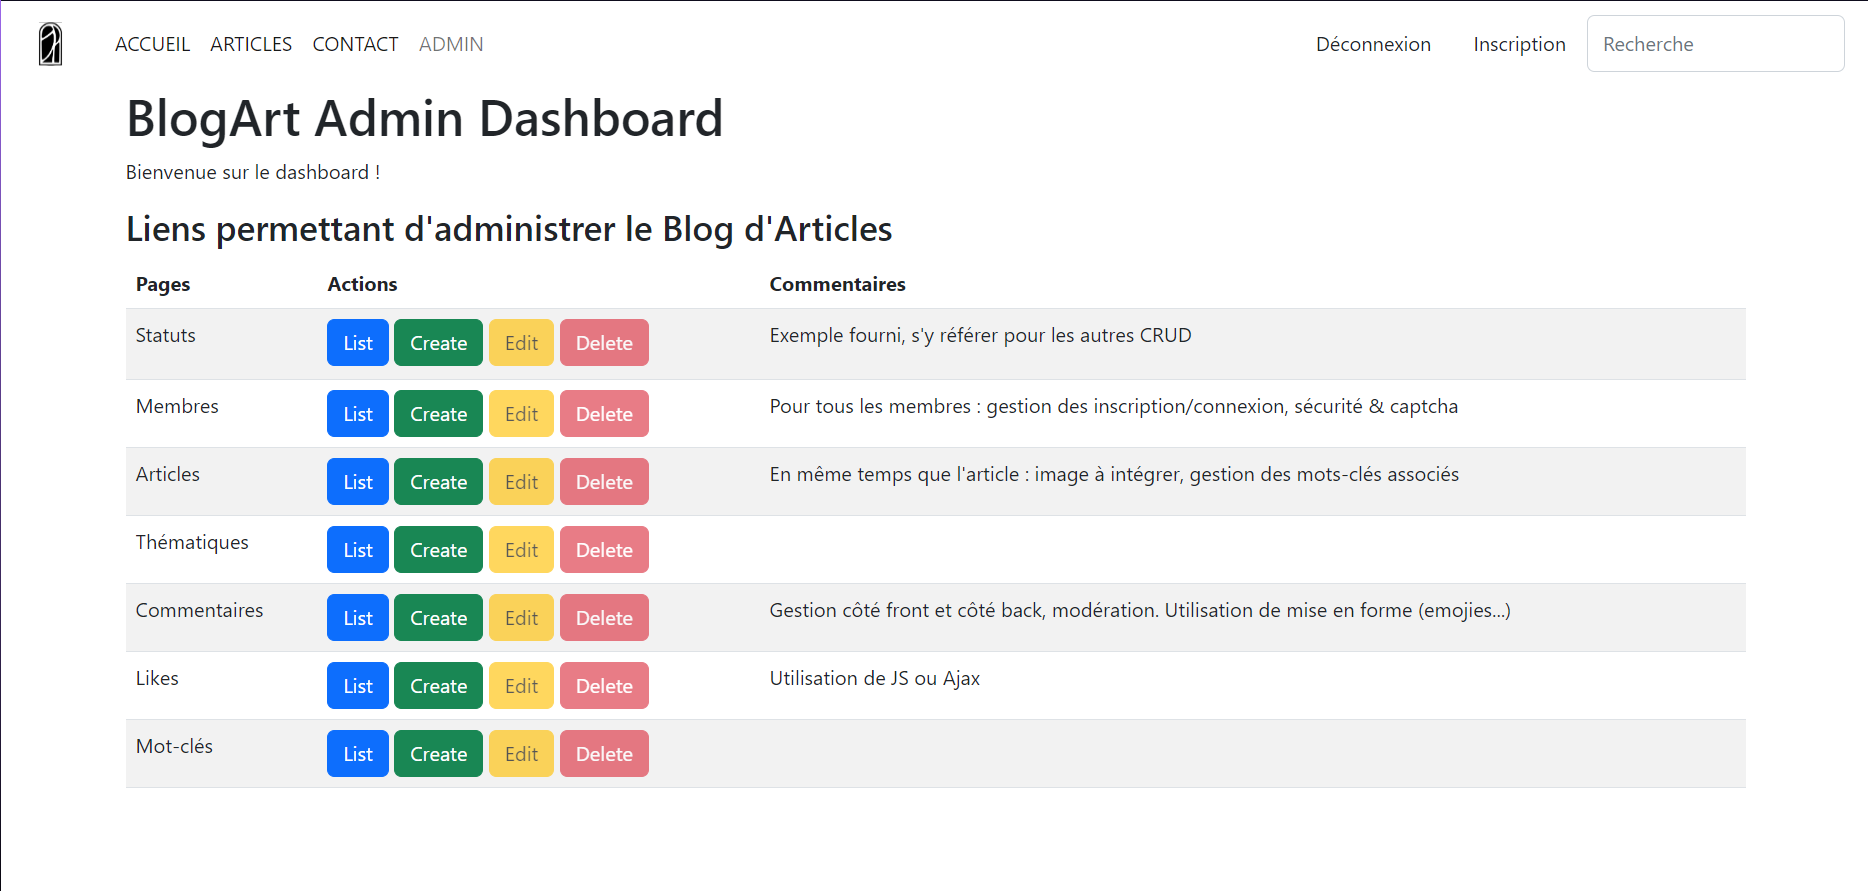 ACCUEIL ARTICLES CONTACT ADMIN Déconnexion Inscription Recherche
BlogArt Admin Dashboard
Bienvenue sur le dashboard !
Liens permettant d'administrer le Blog d'Articles
Pages Actions Commentaires
Statuts List Create Edit Delete Exemple fourni, s'y référer pour les autres CRUD
Membres List Create Edit Delete Pour tous les membres : gestion des inscription/connexion, sécurité & captcha
Articles List Create Edit Delete En même temps que l'article : image à intégrer, gestion des mots-clés associés
Thématiques List Create Edit Delete
Commentaires List Create Edit Delete Gestion côté front et côté back, modération. Utilisation de mise en forme (emojies...)
Likes List Create Edit Delete Utilisation de JS ou Ajax
Mot-clés List Create Edit Delete